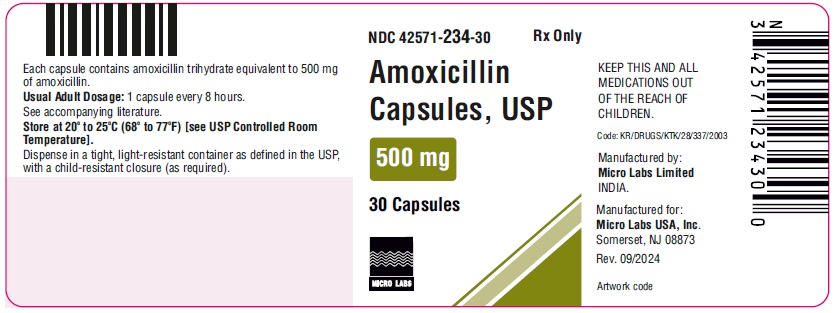 Each capsule contains amoxicillin trihydrate equivalent to 500 mg
of amoxicillin.
Usual Adult Dosage: 1 capsule every 8 hours.
See accompanying literature.
Store at 20° to 25°C (68° to 77°F) [see USP Controlled Room
Temperature].
Dispense in a tight, light-resistant container as defined in the USP,
with a child-resistant closure (as required).
NDC 42571-234-30 Rx Only
Amoxicillin
Capsules, USP
500 mg
30 Capsules
MICRO LABS
KEEP THIS AND ALL
MEDICATIONS OUT
OF THE REACH OF
CHILDREN.
Code: KR/DRUGS/KTK/28/337/2003
Manufactured by:
Micro Labs Limited
INDIA.
Manufactured for:
Micro Labs USA, Inc.
Somerset, NJ 08873
Rev. 09/2024
Artwork code
N
3 42571 23430 0